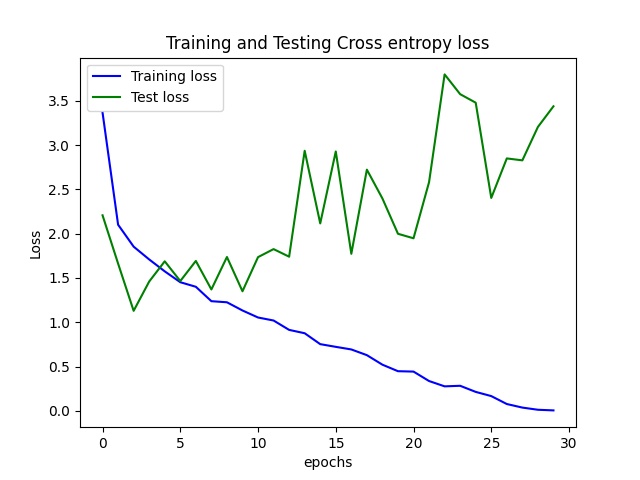 Training and Testing Cross entropy loss
Training loss
Test loss
3.5
3.0
2.5
2.0
1.5
1.0
0.5
0.0
Loss
0 5 10 15 20 25 30
epochs